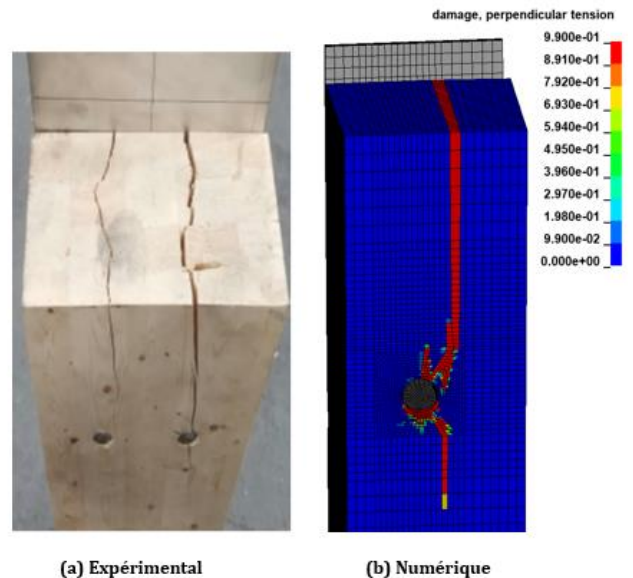 damage, perpendicular tension
9.900e-01
8.910e-01
7.920e-01
6.930e-01
5.940e-01
4.950e-01
3.960e-01
2.970e-01
1.980e-01
9.900e-02
0.000e+00
(a) Expérimental
(b) Numérique